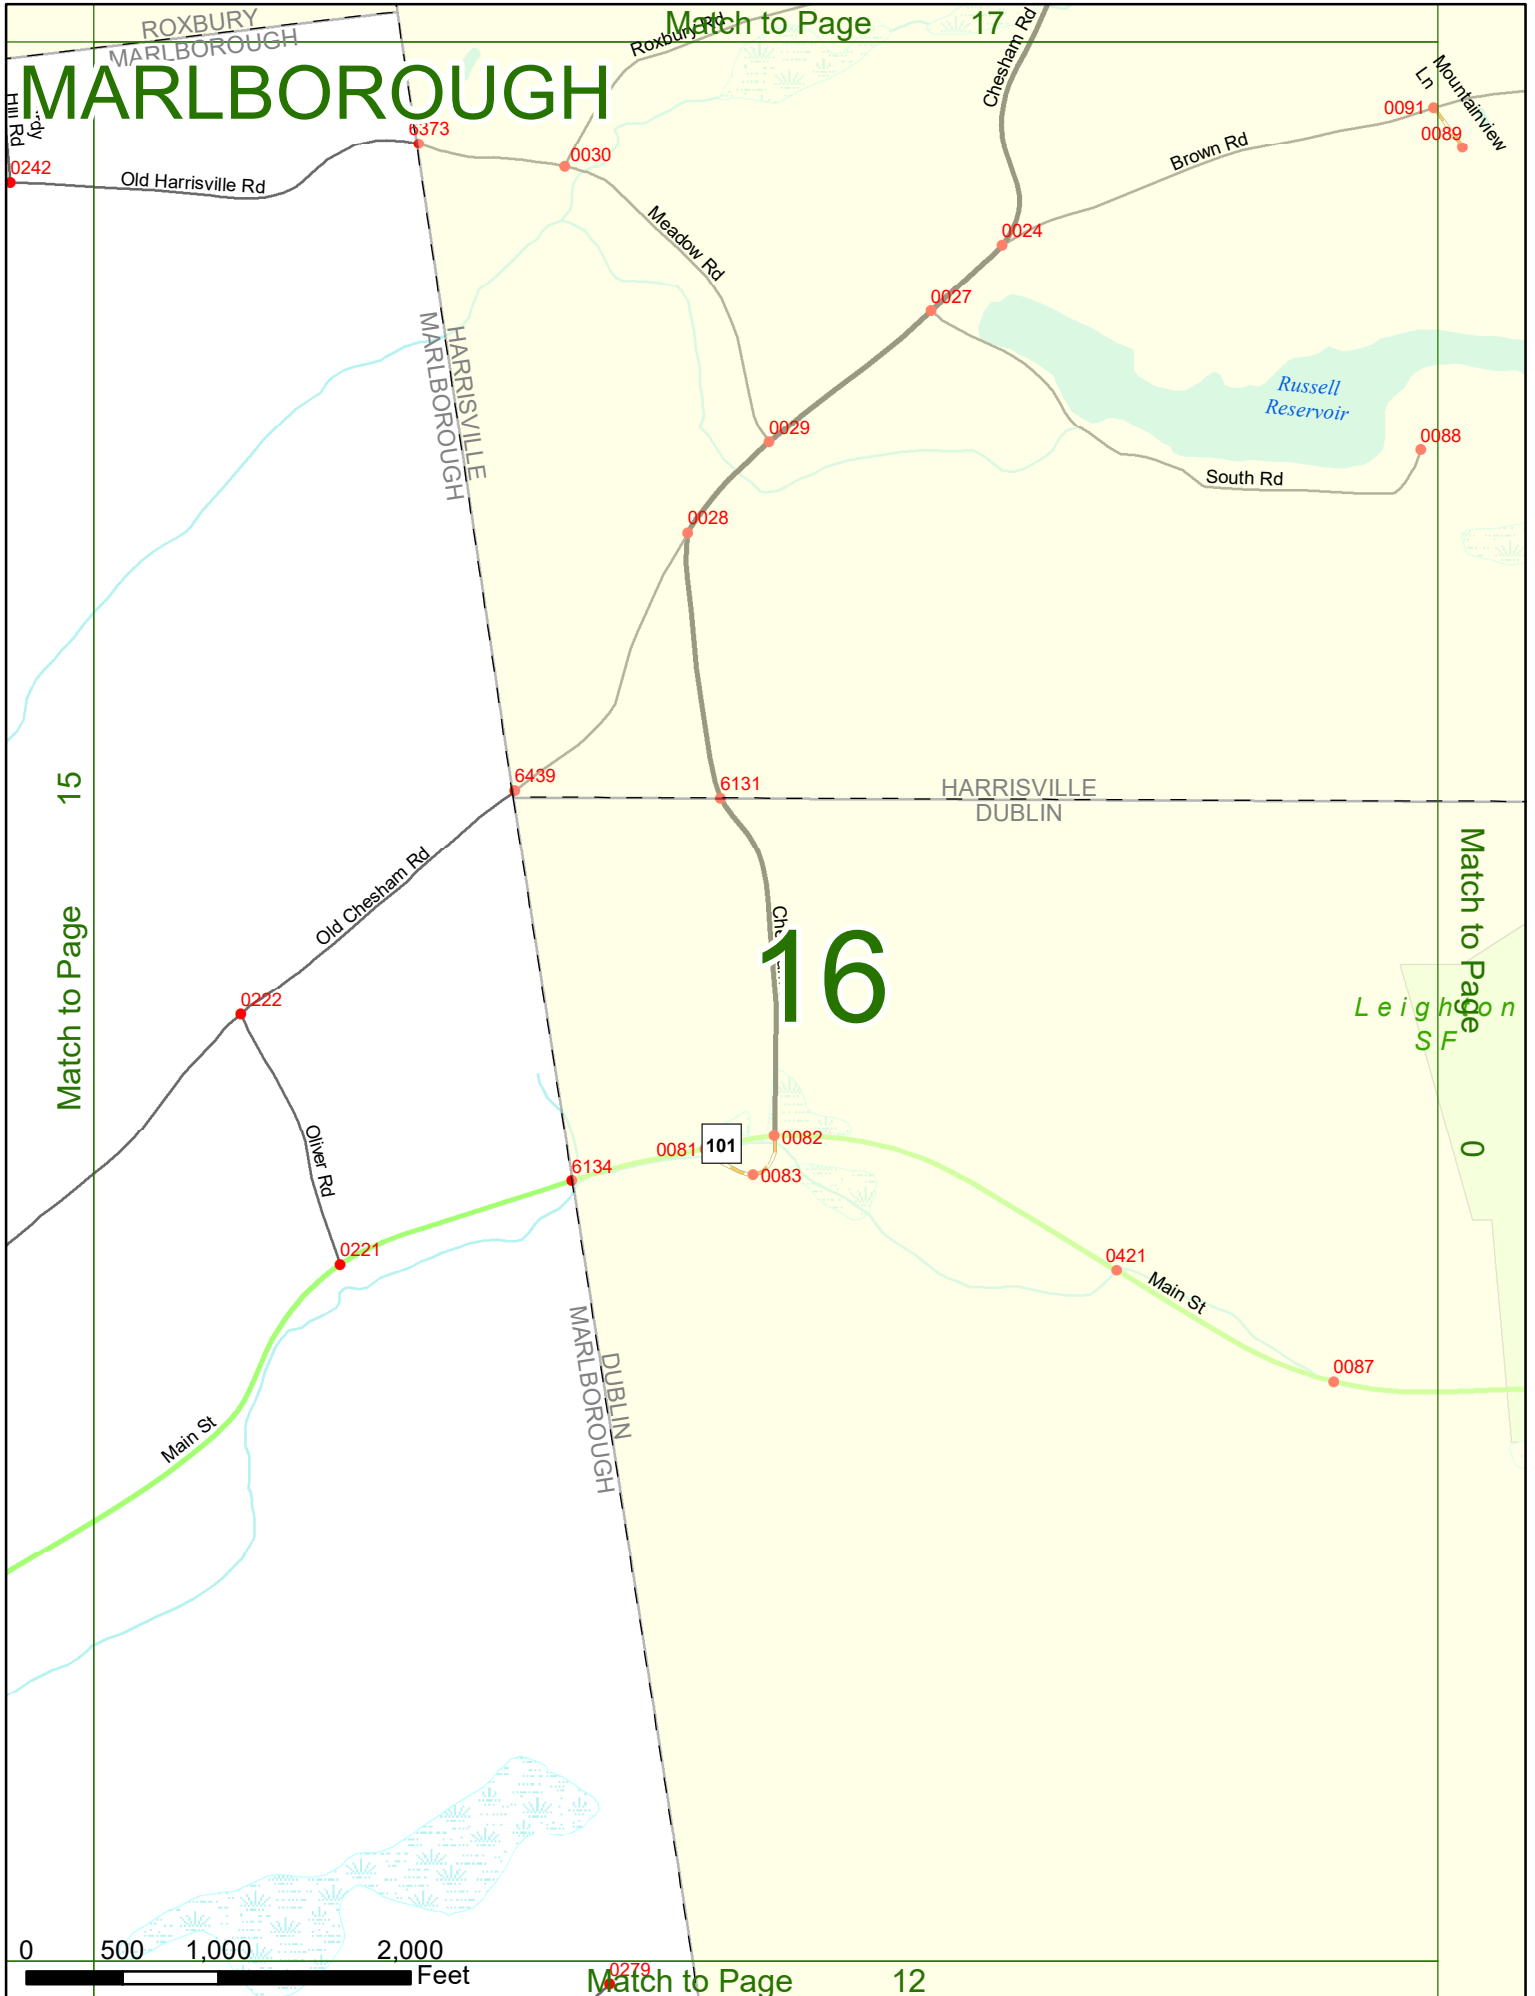 ROXBURY
MARLBOROUGH
Match to Page 17
Roxbury Rd
Chesham Rd
MARLBOROUGH
Mountainview
Ln
Hill Rd
0091
0089
6373
0030
0242
Old Harrisville Rd
Brown Rd
Meadow Rd
0024
0027
HARRISVILLE
MARLBOROUGH
Russell
Reservoir
0029
0088
South Rd
0028
6439
6131
HARRISVILLE
DUBLIN
Match to Page 15
Match to Page 0
Old Chesham Rd
16
0222
Leighton
SF
Oliver Rd
0081
101
0082
0083
6134
0221
0421
Main St
DUBLIN
MARLBOROUGH
0087
Main St
0 500 1,000 2,000
Feet
0279
Match to Page 12